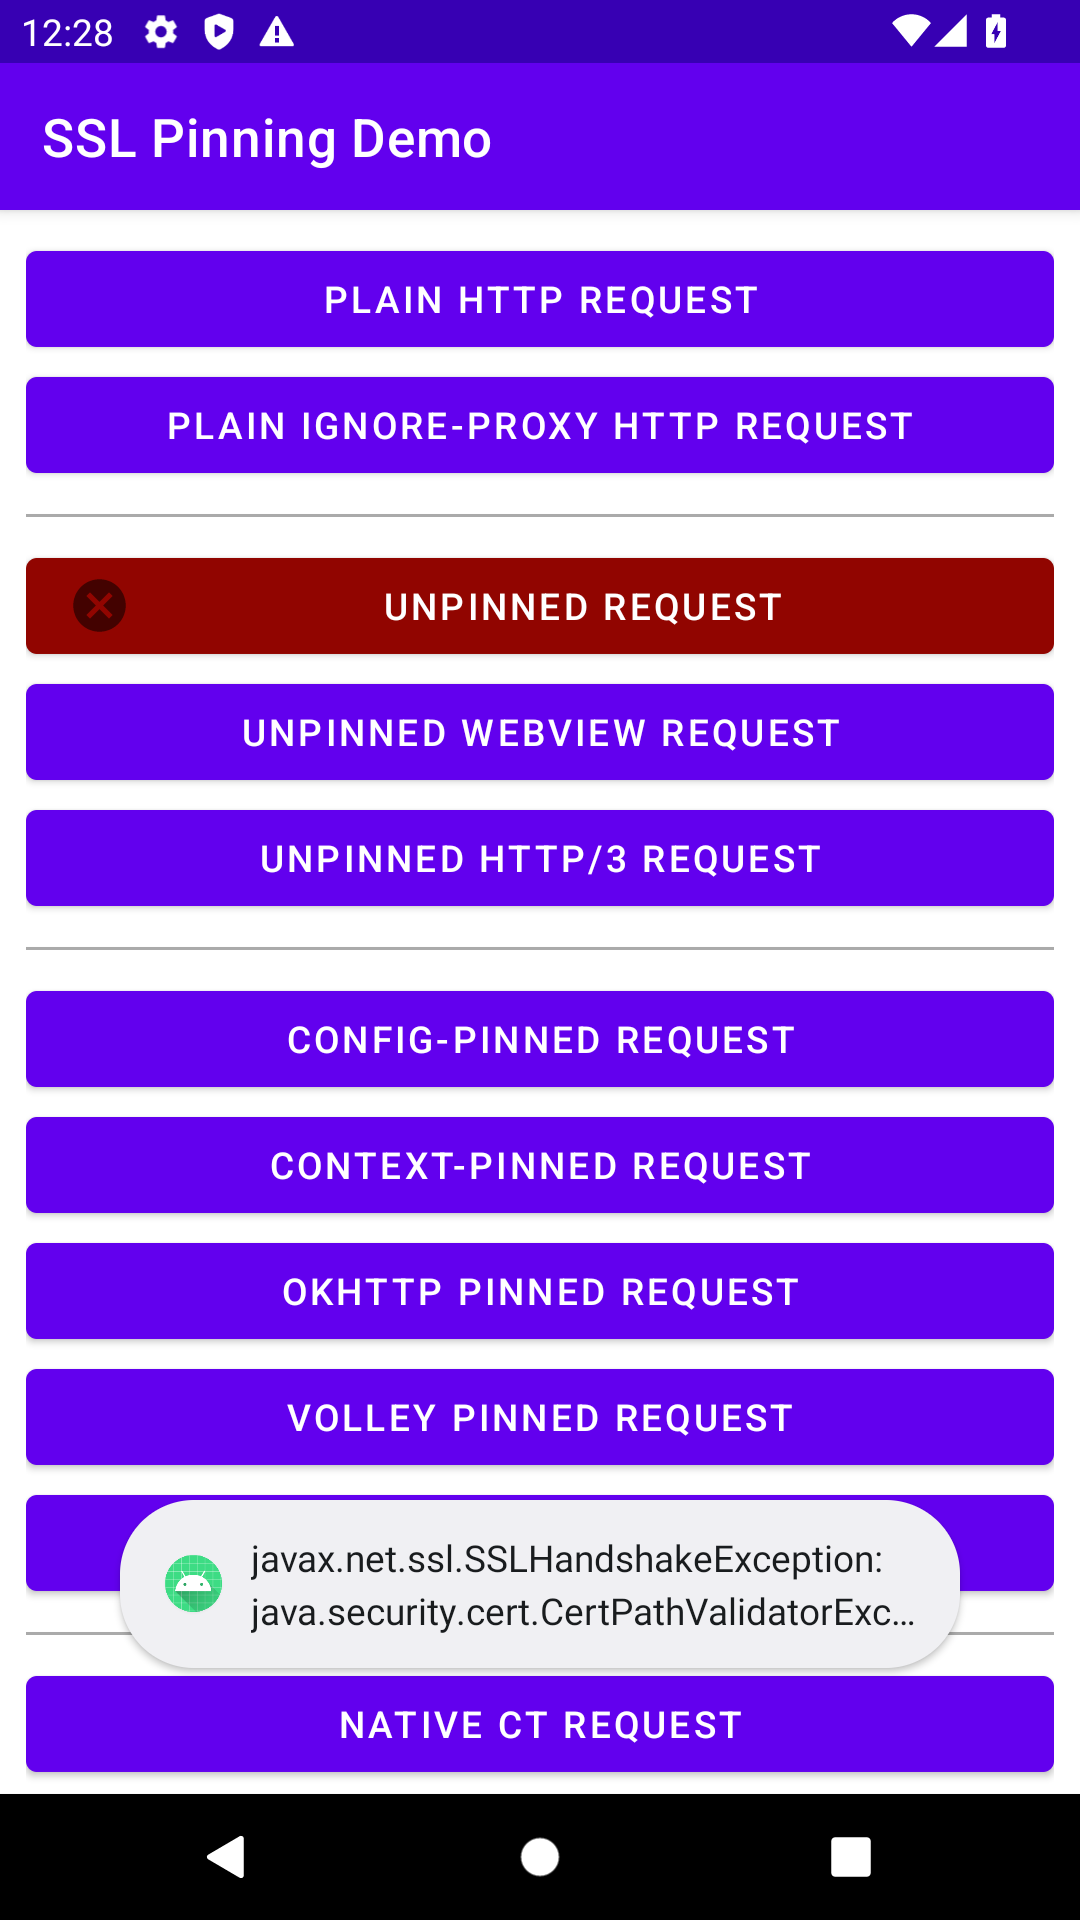 12:28
SSL Pinning Demo
PLAIN HTTP REQUEST
PLAIN IGNORE-PROXY HTTP REQUEST
UNPINNED REQUEST
UNPINNED WEBVIEW REQUEST
UNPINNED HTTP/3 REQUEST
CONFIG-PINNED REQUEST
CONTEXT-PINNED REQUEST
OKHTTP PINNED REQUEST
VOLLEY PINNED REQUEST
javax.net.ssl.SSLHandshakeException:
java.security.cert.CertPathValidatorExc...
NATIVE CT REQUEST